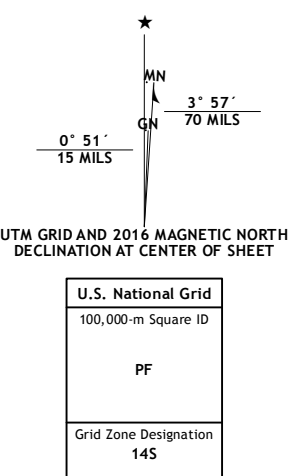 ★
MN
3° 57´
70 MILS
GN
0° 51´
15 MILS
UTM GRID AND 2016 MAGNETIC NORTH
DECLINATION AT CENTER OF SHEET
U.S. National Grid
100,000-m Square ID
PF
Grid Zone Designation
14S